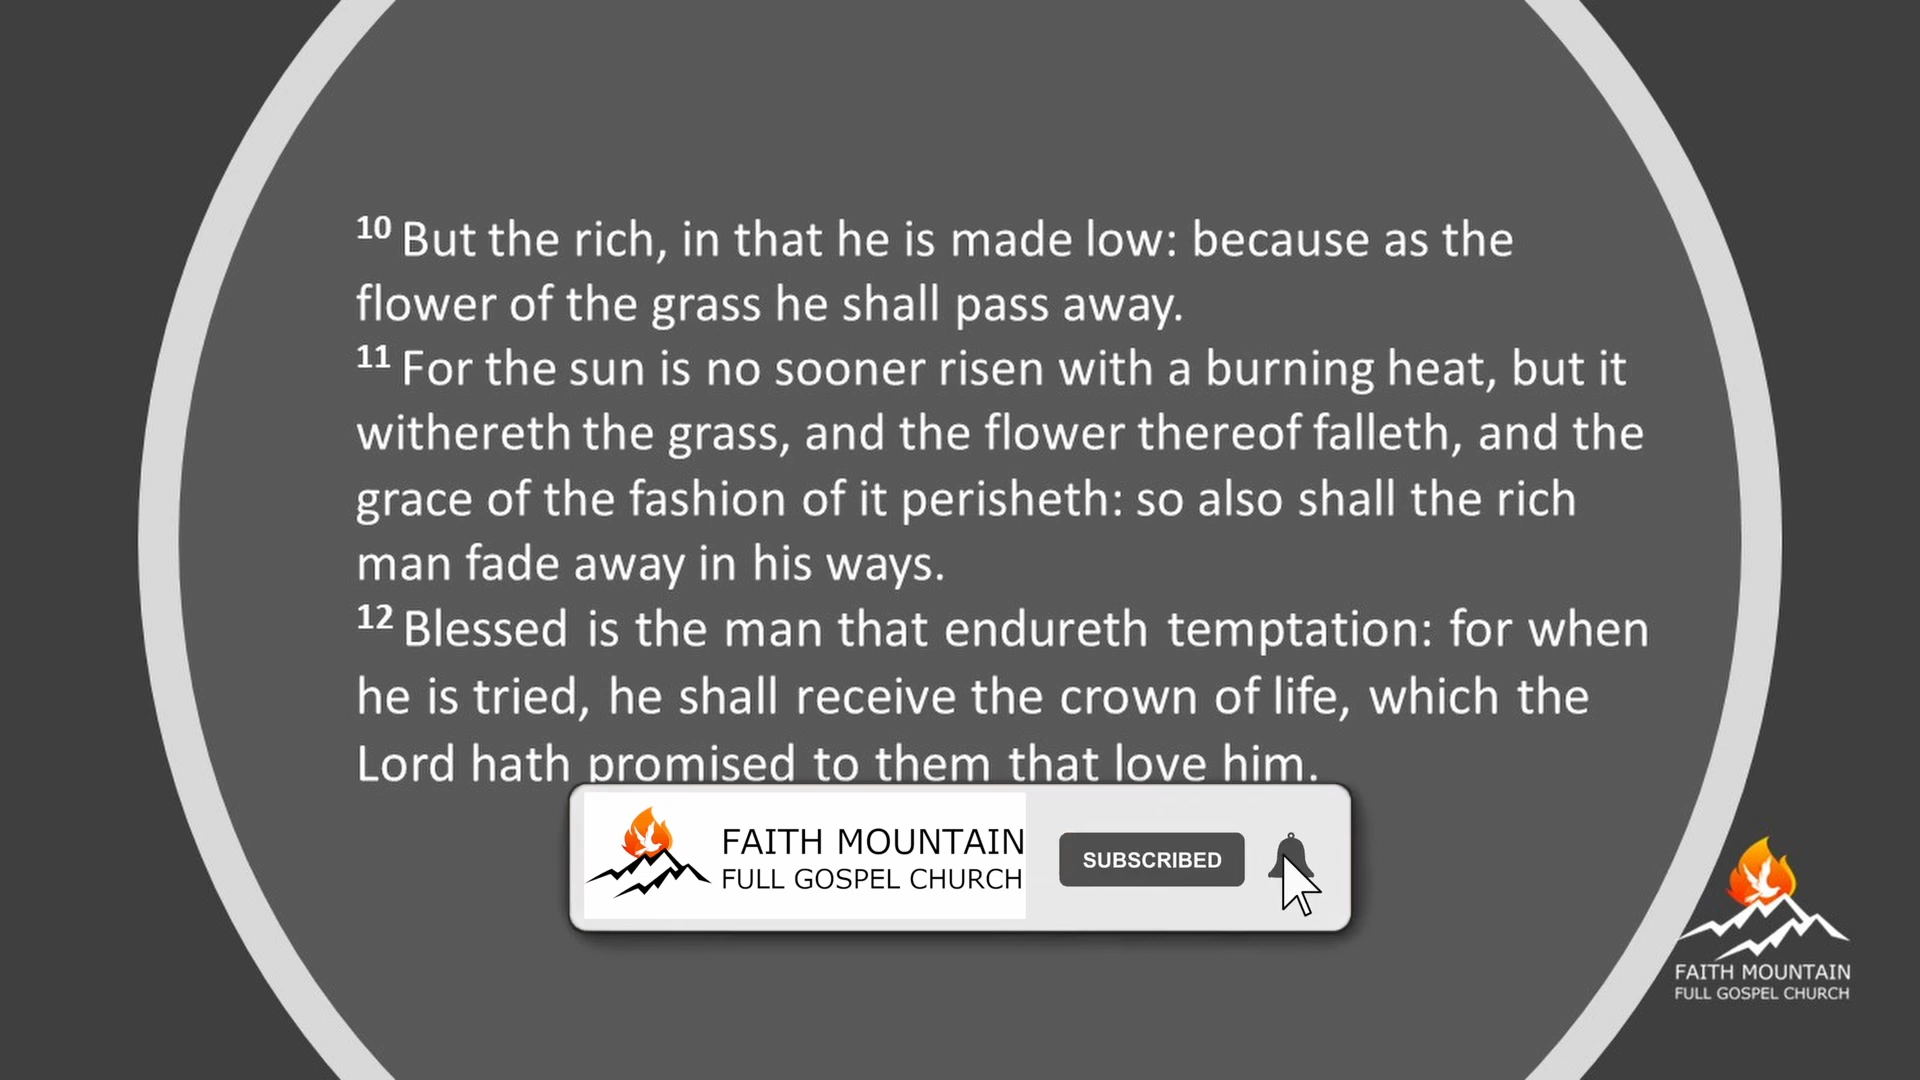 10 But the rich, in that he is made low: because as the
flower of the grass he shall pass away.
11 For the sun is no sooner risen with a burning heat, but it
withereth the grass, and the flower thereof falleth, and the
grace of the fashion of it perisheth: so also shall the rich
man fade away in his ways.
12 Blessed is the man that endureth temptation: for when
he is tried, he shall receive the crown of life, which the
Lord hath promised to them that love him.
FAITH MOUNTAIN
FULL GOSPEL CHURCH
SUBSCRIBED
FAITH MOUNTAIN
FULL GOSPEL CHURCH